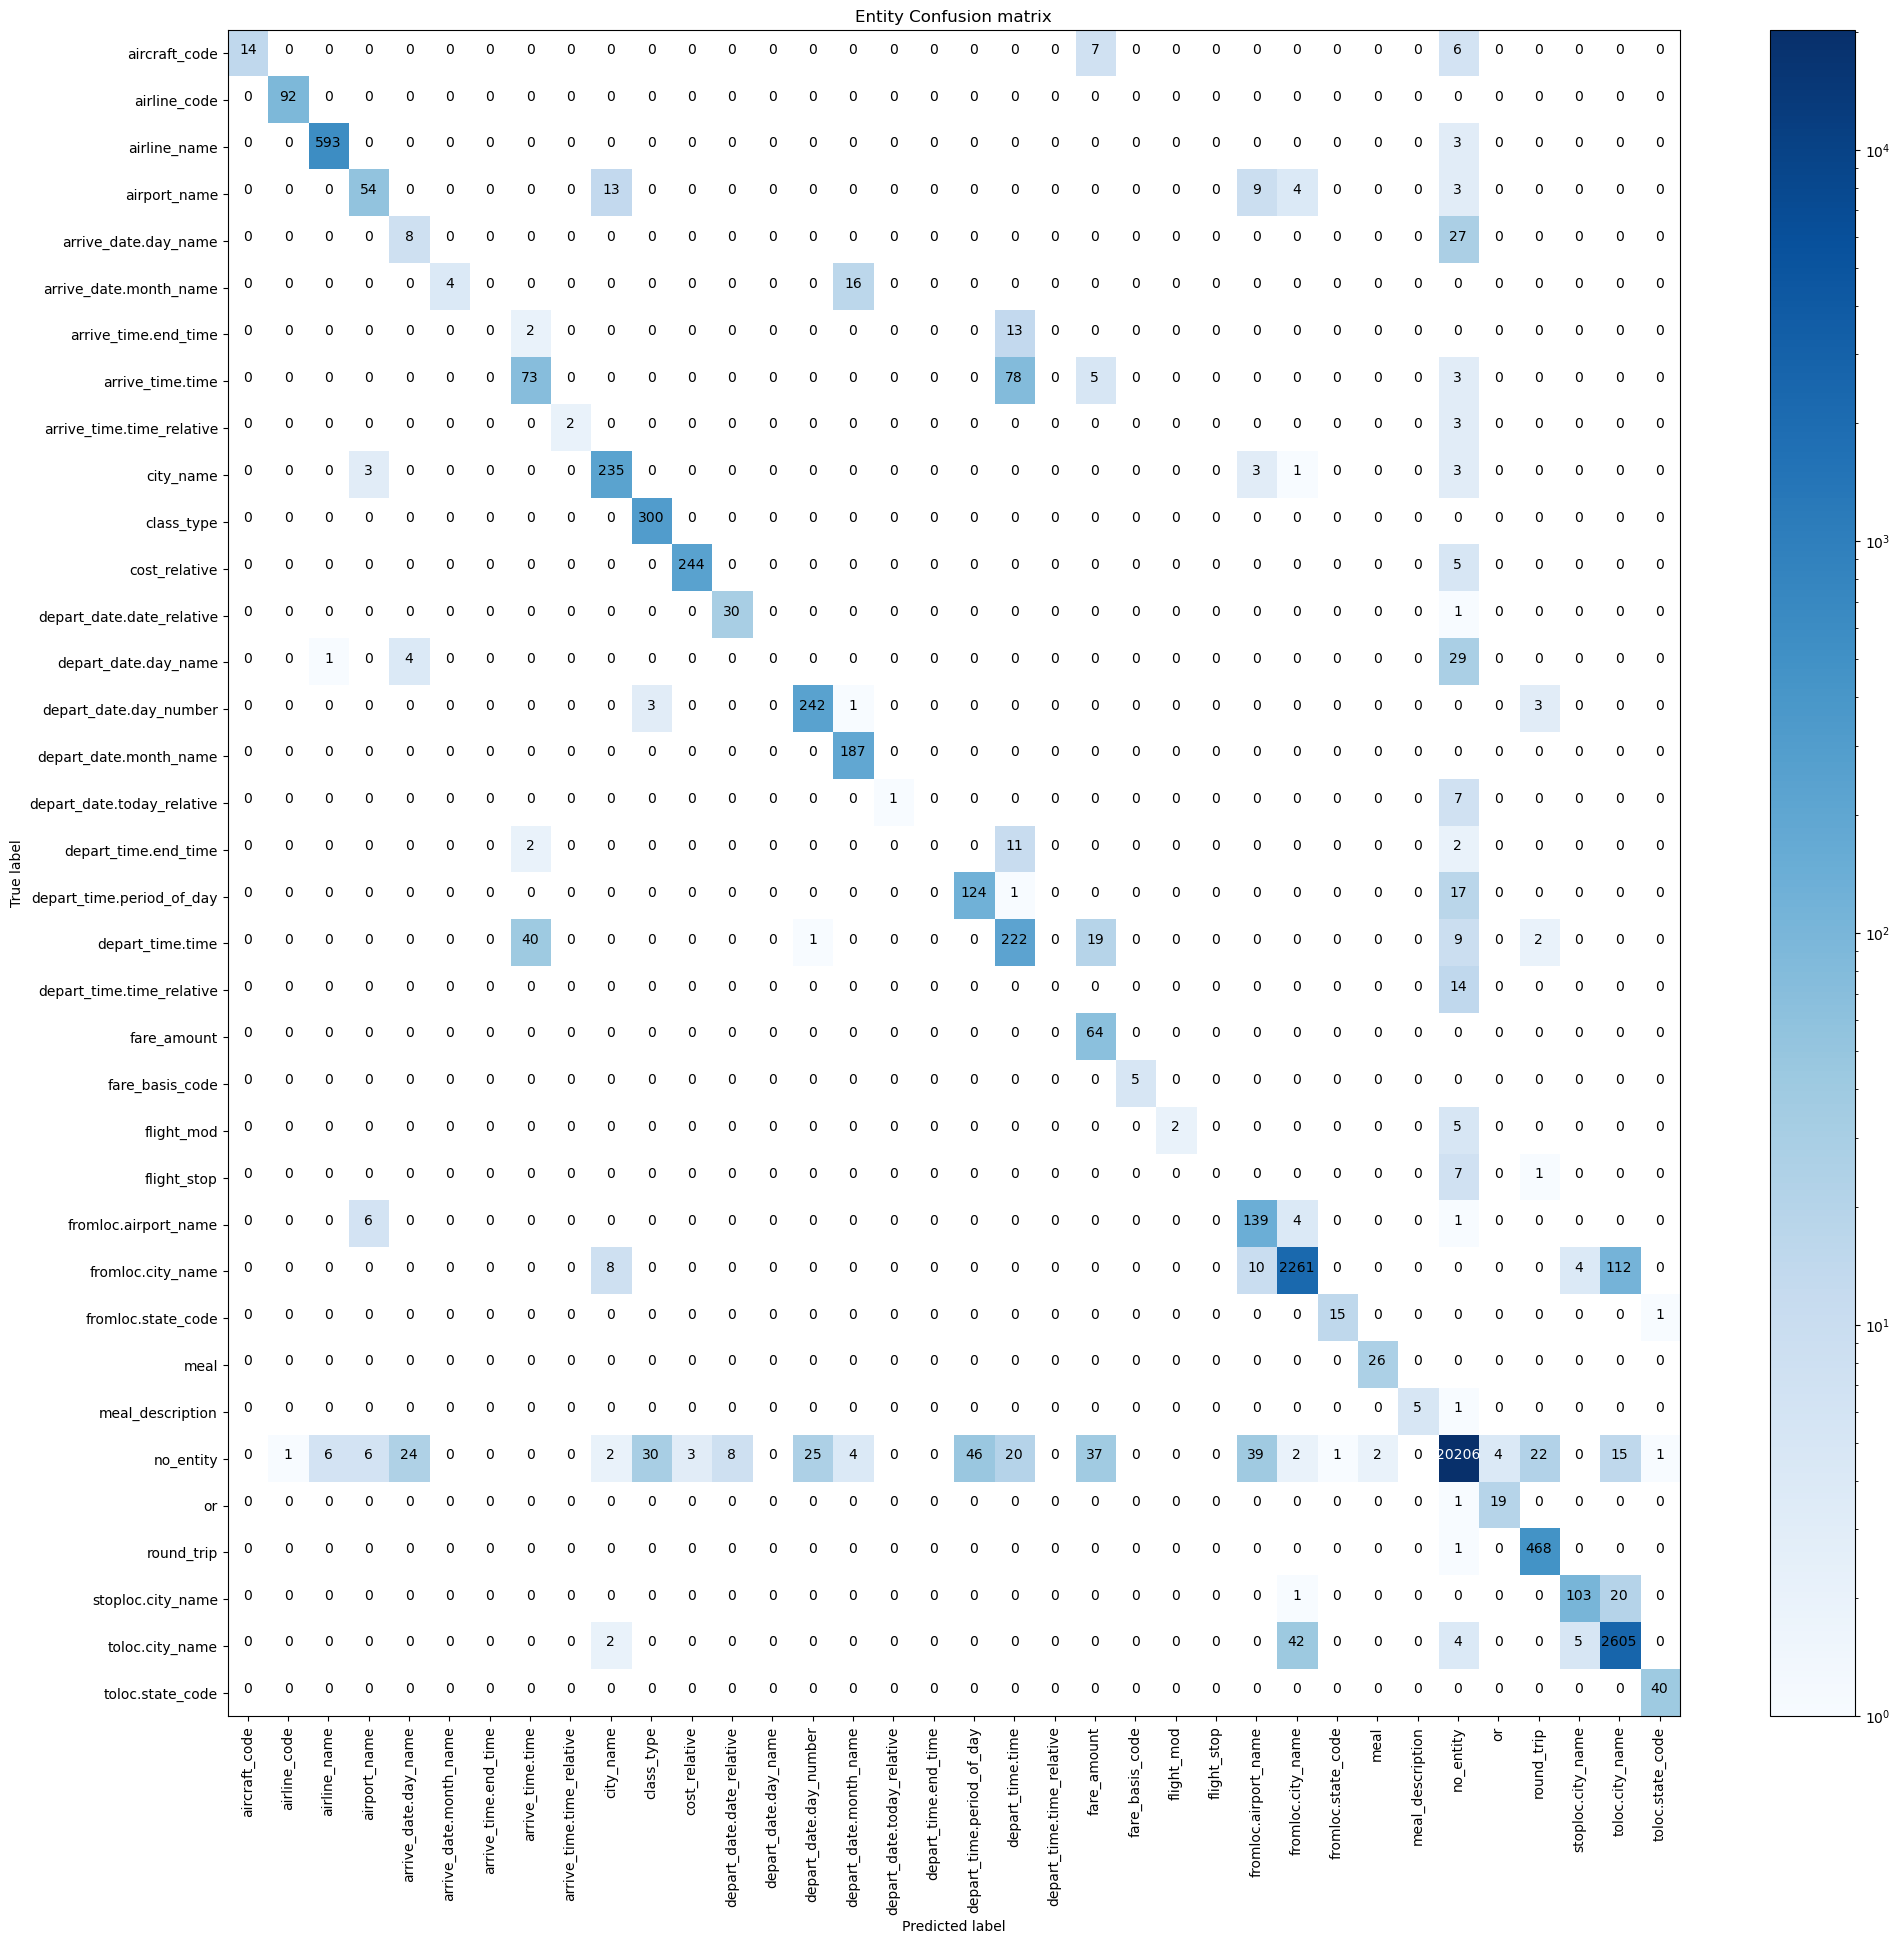 Entity Confusion matrix
aircraft_code 14 0 0 0 0 0 0 0 0 0 0 0 0 0 0 0 0 0 0 0 0 7 0 0 0 0 0 0 0 0 6 0 0 0 0 0
airline_code 0 92 0 0 0 0 0 0 0 0 0 0 0 0 0 0 0 0 0 0 0 0 0 0 0 0 0 0 0 0 0 0 0 0 0 0
airline_name 0 0 593 0 0 0 0 0 0 0 0 0 0 0 0 0 0 0 0 0 0 0 0 0 0 0 0 0 0 0 3 0 0 0 0 0
airport_name 0 0 0 54 0 0 0 0 0 13 0 0 0 0 0 0 0 0 0 0 0 0 0 0 0 9 4 0 0 0 3 0 0 0 0 0
arrive_date.day_name 0 0 0 0 8 0 0 0 0 0 0 0 0 0 0 0 0 0 0 0 0 0 0 0 0 0 0 0 0 0 27 0 0 0 0 0
arrive_date.month_name 0 0 0 0 0 4 0 0 0 0 0 0 0 0 0 16 0 0 0 0 0 0 0 0 0 0 0 0 0 0 0 0 0 0 0 0
arrive_time.end_time 0 0 0 0 0 0 0 2 0 0 0 0 0 0 0 0 0 0 0 13 0 0 0 0 0 0 0 0 0 0 0 0 0 0 0 0
arrive_time.time 0 0 0 0 0 0 0 73 0 0 0 0 0 0 0 0 0 0 0 78 0 5 0 0 0 0 0 0 0 0 3 0 0 0 0 0
arrive_time.time_relative 0 0 0 0 0 0 0 0 2 0 0 0 0 0 0 0 0 0 0 0 0 0 0 0 0 0 0 0 0 0 3 0 0 0 0 0
city_name 0 0 0 3 0 0 0 0 0 235 0 0 0 0 0 0 0 0 0 0 0 0 0 0 0 3 1 0 0 0 3 0 0 0 0 0
class_type 0 0 0 0 0 0 0 0 0 0 300 0 0 0 0 0 0 0 0 0 0 0 0 0 0 0 0 0 0 0 0 0 0 0 0 0
cost_relative 0 0 0 0 0 0 0 0 0 0 0 244 0 0 0 0 0 0 0 0 0 0 0 0 0 0 0 0 0 0 5 0 0 0 0 0
depart_date.date_relative 0 0 0 0 0 0 0 0 0 0 0 0 30 0 0 0 0 0 0 0 0 0 0 0 0 0 0 0 0 0 1 0 0 0 0 0
depart_date.day_name 0 0 1 0 4 0 0 0 0 0 0 0 0 0 0 0 0 0 0 0 0 0 0 0 0 0 0 0 0 0 29 0 0 0 0 0
depart_date.day_number 0 0 0 0 0 0 0 0 0 0 3 0 0 0 242 1 0 0 0 0 0 0 0 0 0 0 0 0 0 0 0 0 3 0 0 0
depart_date.month_name 0 0 0 0 0 0 0 0 0 0 0 0 0 0 0 187 0 0 0 0 0 0 0 0 0 0 0 0 0 0 0 0 0 0 0 0
depart_date.today_relative 0 0 0 0 0 0 0 0 0 0 0 0 0 0 0 0 1 0 0 0 0 0 0 0 0 0 0 0 0 0 7 0 0 0 0 0
depart_time.end_time 0 0 0 0 0 0 0 2 0 0 0 0 0 0 0 0 0 0 0 11 0 0 0 0 0 0 0 0 0 0 2 0 0 0 0 0
depart_time.period_of_day 0 0 0 0 0 0 0 0 0 0 0 0 0 0 0 0 0 0 124 1 0 0 0 0 0 0 0 0 0 0 17 0 0 0 0 0
depart_time.time 0 0 0 0 0 0 0 40 0 0 0 0 0 0 1 0 0 0 0 222 0 19 0 0 0 0 0 0 0 0 9 0 2 0 0 0
depart_time.time_relative 0 0 0 0 0 0 0 0 0 0 0 0 0 0 0 0 0 0 0 0 0 0 0 0 0 0 0 0 0 0 14 0 0 0 0 0
fare_amount 0 0 0 0 0 0 0 0 0 0 0 0 0 0 0 0 0 0 0 0 0 64 0 0 0 0 0 0 0 0 0 0 0 0 0 0
fare_basis_code 0 0 0 0 0 0 0 0 0 0 0 0 0 0 0 0 0 0 0 0 0 0 5 0 0 0 0 0 0 0 0 0 0 0 0 0
flight_mod 0 0 0 0 0 0 0 0 0 0 0 0 0 0 0 0 0 0 0 0 0 0 0 2 0 0 0 0 0 0 5 0 0 0 0 0
flight_stop 0 0 0 0 0 0 0 0 0 0 0 0 0 0 0 0 0 0 0 0 0 0 0 0 0 0 0 0 0 0 7 0 1 0 0 0
fromloc.airport_name 0 0 0 6 0 0 0 0 0 0 0 0 0 0 0 0 0 0 0 0 0 0 0 0 0 139 4 0 0 0 1 0 0 0 0 0
fromloc.city_name 0 0 0 0 0 0 0 0 0 8 0 0 0 0 0 0 0 0 0 0 0 0 0 0 0 10 2261 0 0 0 0 0 0 4 112 0
fromloc.state_code 0 0 0 0 0 0 0 0 0 0 0 0 0 0 0 0 0 0 0 0 0 0 0 0 0 0 0 15 0 0 0 0 0 0 0 1
meal 0 0 0 0 0 0 0 0 0 0 0 0 0 0 0 0 0 0 0 0 0 0 0 0 0 0 0 0 26 0 0 0 0 0 0 0
meal_description 0 0 0 0 0 0 0 0 0 0 0 0 0 0 0 0 0 0 0 0 0 0 0 0 0 0 0 0 0 5 1 0 0 0 0 0
no_entity 0 1 6 6 24 0 0 0 0 2 30 3 8 0 25 4 0 0 46 20 0 37 0 0 0 39 2 1 2 0 20206 4 22 0 15 1
or 0 0 0 0 0 0 0 0 0 0 0 0 0 0 0 0 0 0 0 0 0 0 0 0 0 0 0 0 0 0 1 19 0 0 0 0
round_trip 0 0 0 0 0 0 0 0 0 0 0 0 0 0 0 0 0 0 0 0 0 0 0 0 0 0 0 0 0 0 1 0 468 0 0 0
stoploc.city_name 0 0 0 0 0 0 0 0 0 0 0 0 0 0 0 0 0 0 0 0 0 0 0 0 0 0 1 0 0 0 0 0 0 103 20 0
toloc.city_name 0 0 0 0 0 0 0 0 0 2 0 0 0 0 0 0 0 0 0 0 0 0 0 0 0 0 42 0 0 0 4 0 0 5 2605 0
toloc.state_code 0 0 0 0 0 0 0 0 0 0 0 0 0 0 0 0 0 0 0 0 0 0 0 0 0 0 0 0 0 0 0 0 0 0 0 40
True label
aircraft_code
airline_code
airline_name
airport_name
arrive_date.day_name
arrive_date.month_name
arrive_time.end_time
arrive_time.time
arrive_time.time_relative
city_name
class_type
cost_relative
depart_date.date_relative
depart_date.day_name
depart_date.day_number
depart_date.month_name
depart_date.today_relative
depart_time.end_time
depart_time.period_of_day
depart_time.time
depart_time.time_relative
fare_amount
fare_basis_code
flight_mod
flight_stop
fromloc.airport_name
fromloc.city_name
fromloc.state_code
meal
meal_description
no_entity
or
round_trip
stoploc.city_name
toloc.city_name
toloc.state_code
Predicted label
10⁴
10³
10²
10¹
10⁰